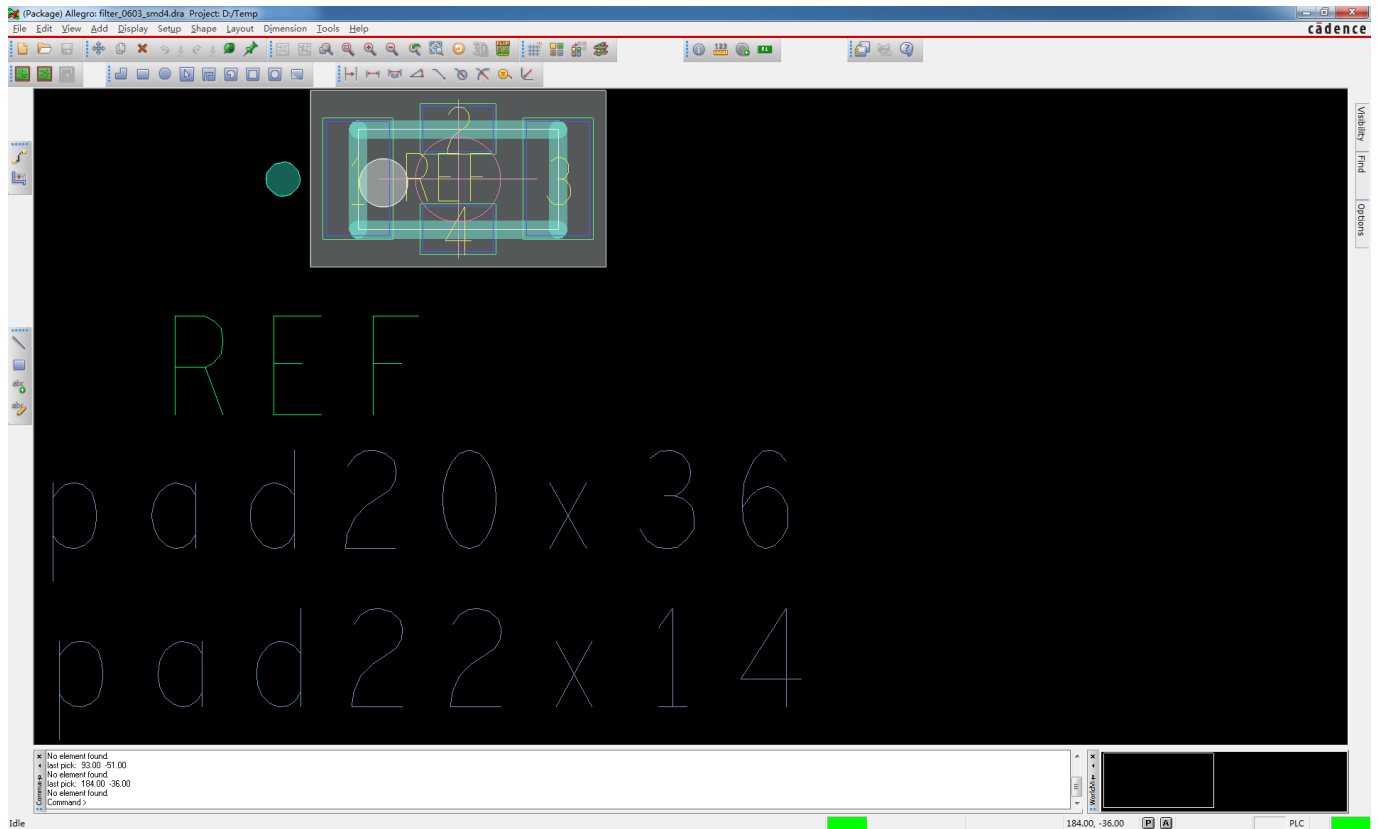 (Package) Allegro: filter_0603_smd4.dra Project: D:/Temp
File Edit View Add Display Setup Shape Layout Dimension Tools Help
cādence
Visibility
Find
Options
2
1 REF 3
4
REF
pad20x36
pad22x14
No element found.
last pick: 93.00 -51.00
No element found.
last pick: 184.00 -36.00
No element found.
Command >
Idle
184.00, -36.00 P A PLC